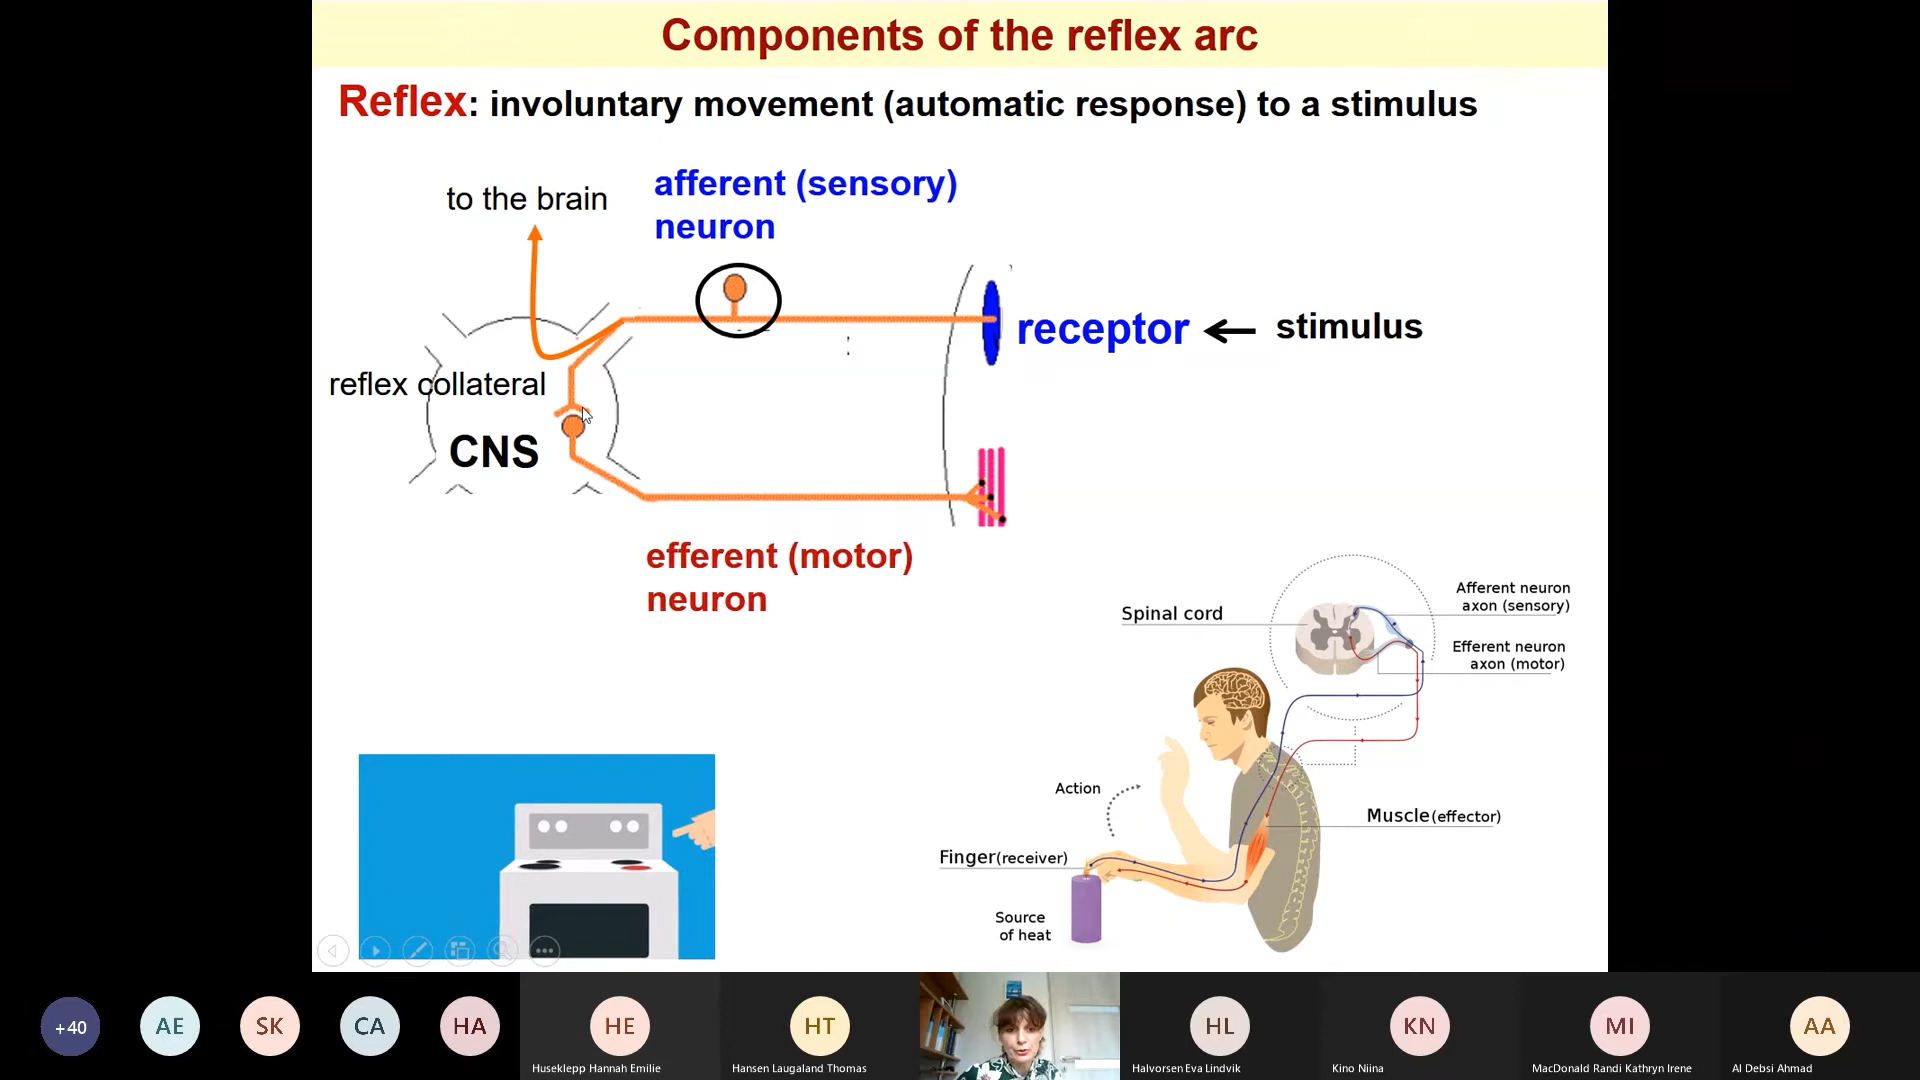 Components of the reflex arc
Reflex: involuntary movement (automatic response) to a stimulus
to the brain
afferent (sensory)
neuron
receptor
stimulus
reflex collateral
CNS
efferent (motor)
neuron
Spinal cord
Afferent neuron
axon (sensory)
Efferent neuron
axon (motor)
Action
Muscle(effector)
Finger(receiver)
Source
of heat
+40
AE
SK
CA
HA
HE
HT
HL
KN
MI
AA
Huseklepp Hannah Emilie
Hansen Laugaland Thomas
Halvorsen Eva Lindvik
Kino Niina
MacDonald Randi Kathryn Irene
Al Debsi Ahmad